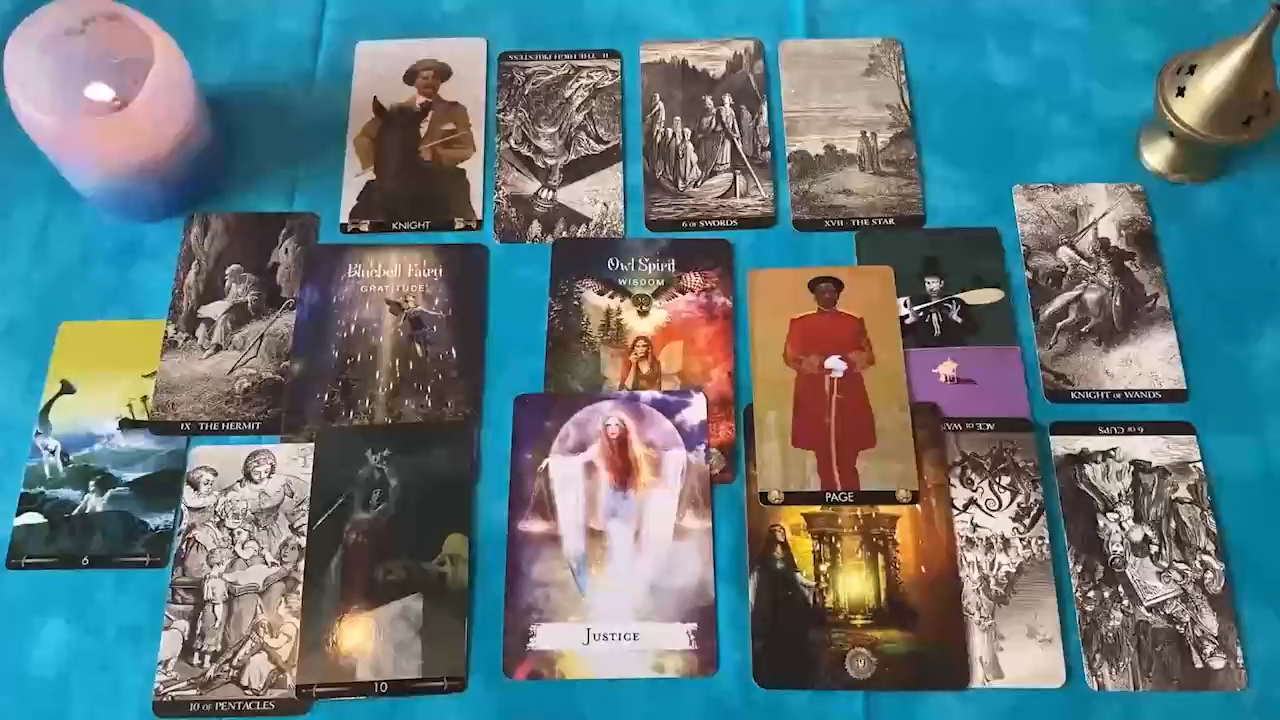 KNIGHT
II THE HIGH PRIESTESS
6 OF SWORDS
XVII · THE STAR
IX THE HERMIT
Bluebell Fairy
GRATITUDE
Owl Spirit
WISDOM
KNIGHT OF WANDS
6
PAGE
ACE OF WAN
6 OF CUPS
JUSTICE
10 OF PENTACLES
10